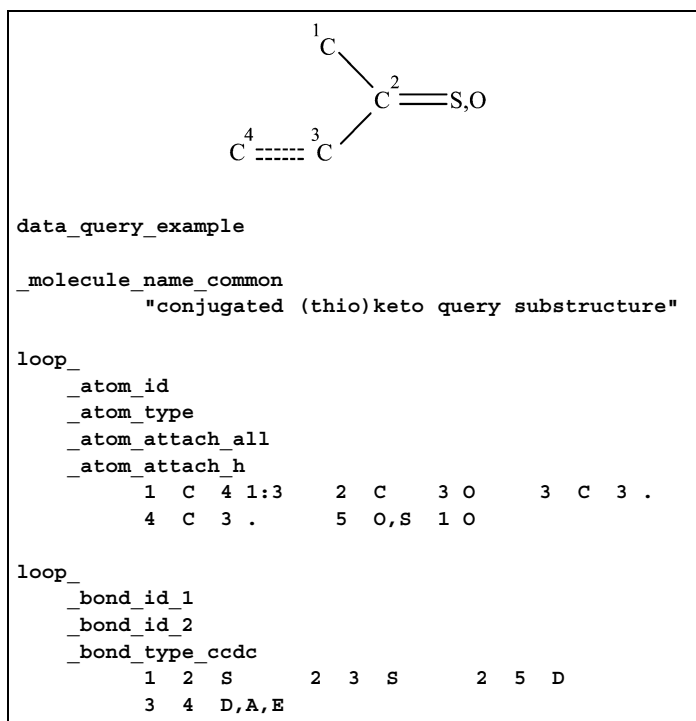 1
C
2
C S,O
4 3
C C
data_query_example
_molecule_name_common
"conjugated (thio)keto query substructure"
loop_
_atom_id
_atom_type
_atom_attach_all
_atom_attach_h
1 C 4 1:3 2 C 3 O 3 C 3 .
4 C 3 . 5 O,S 1 O
loop_
_bond_id_1
_bond_id_2
_bond_type_ccdc
1 2 S 2 3 S 2 5 D
3 4 D,A,E